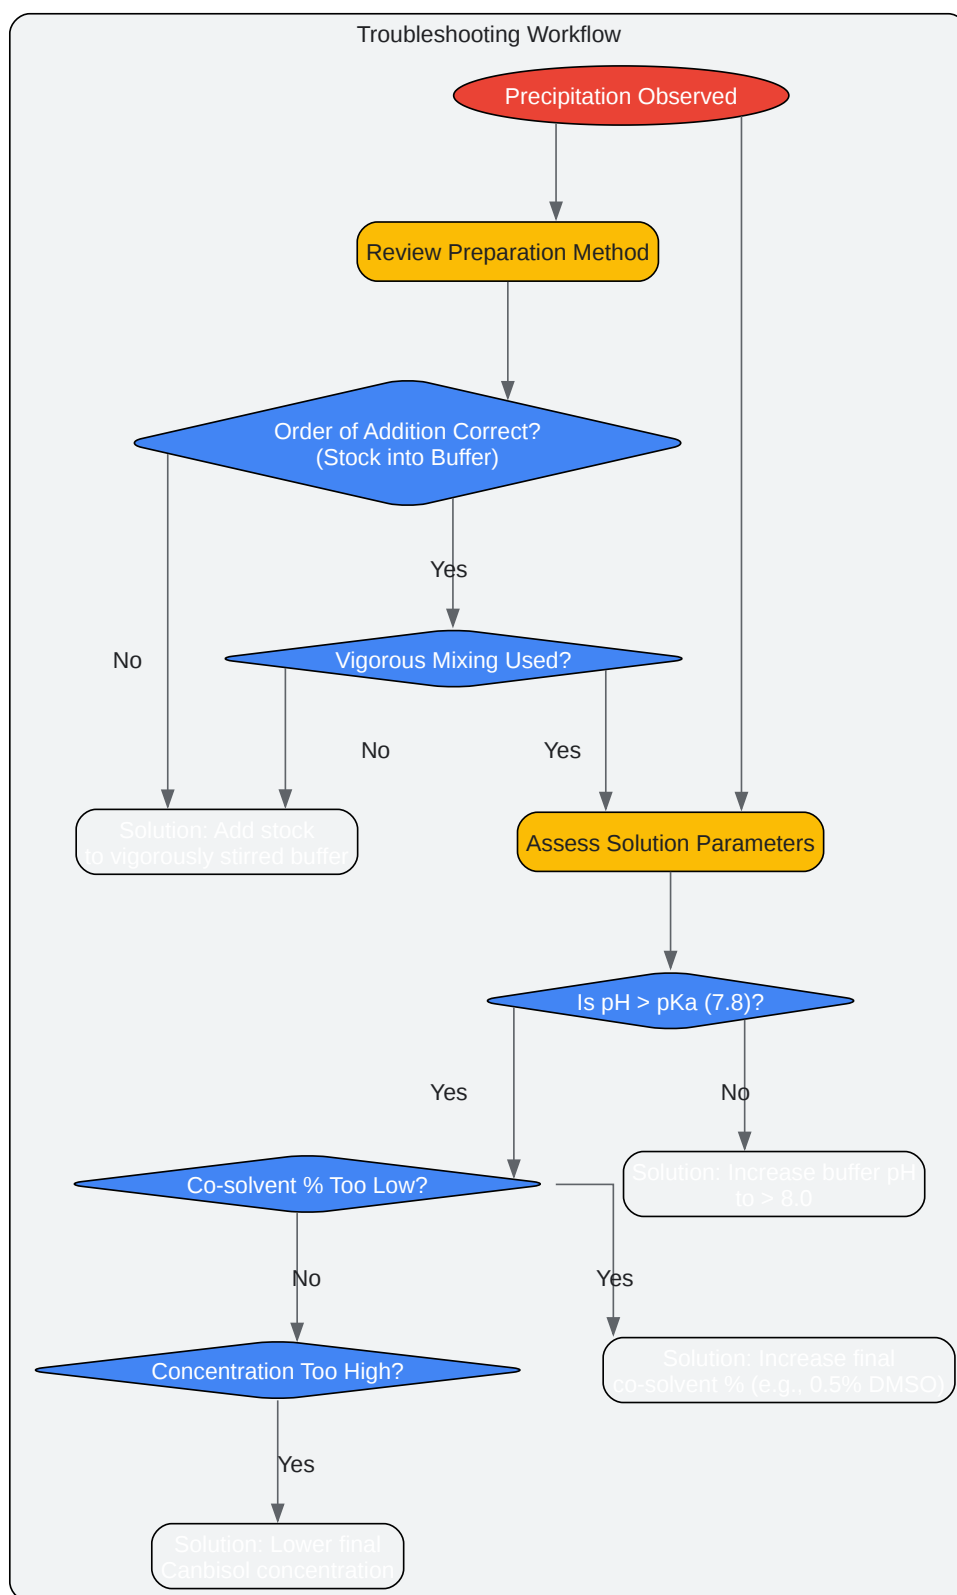 Troubleshooting Workflow
Precipitation Observed
Review Preparation Method
Order of Addition Correct?
(Stock into Buffer)
Yes
No
Vigorous Mixing Used?
No
Yes
Solution: Add stock
to vigorously stirred buffer
Assess Solution Parameters
Is pH > pKa (7.8)?
Yes
No
Solution: Increase buffer pH
to > 8.0
Co-solvent % Too Low?
No
Yes
Solution: Increase final
co-solvent % (e.g., 0.5% DMSO)
Concentration Too High?
Yes
Solution: Lower final
Canbisol concentration